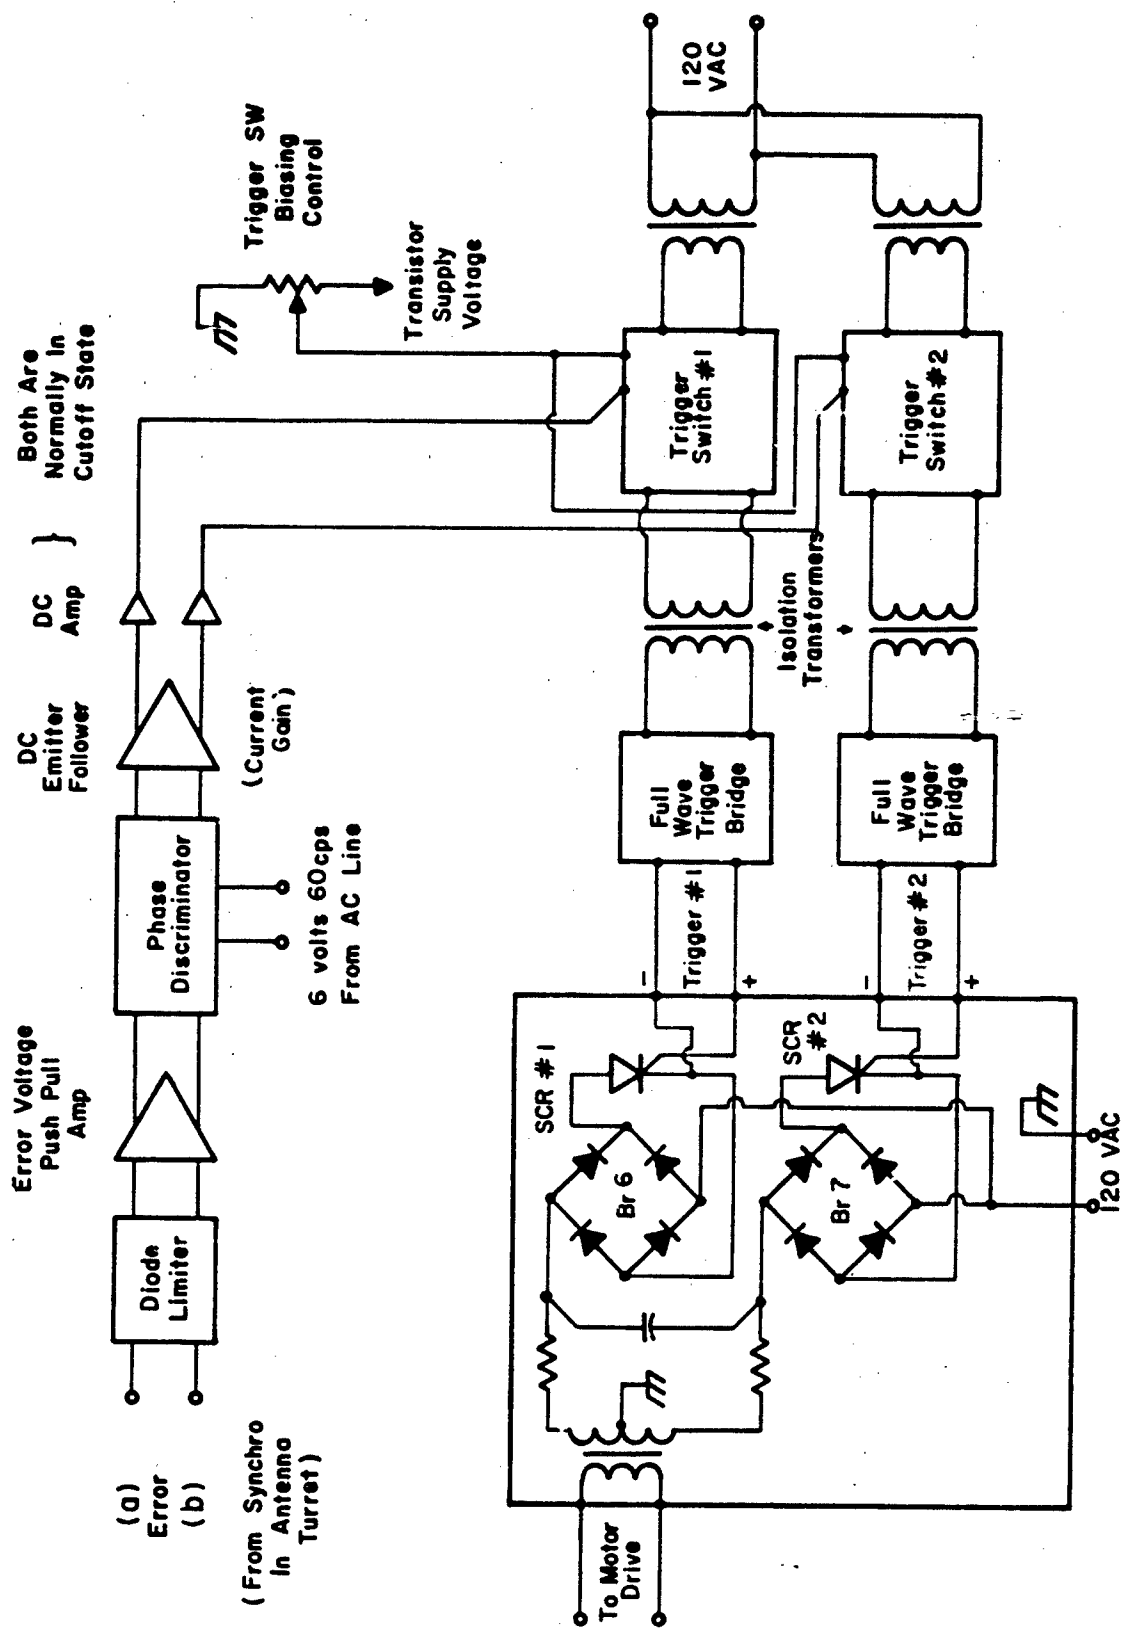 (a)
Error
(b)
(From Synchro
In Antenna
Turret)
Diode
Limiter
Error Voltage
Push Pull
Amp
Phase
Discriminator
6 volts 60cps
From AC Line
DC
Emitter
Follower
(Current
Gain)
DC
Amp
}
Both Are
Normally In
Cutoff State
Trigger SW
Biasing
Control
Transistor
Supply
Voltage
To Motor
Drive
Br 6
SCR #1
-
Trigger #1
+
Full
Wave
Trigger
Bridge
Isolation
Transformers
Trigger
Switch #1
120
VAC
Br 7
SCR
#2
-
Trigger #2
+
Full
Wave
Trigger
Bridge
Trigger
Switch #2
120 VAC